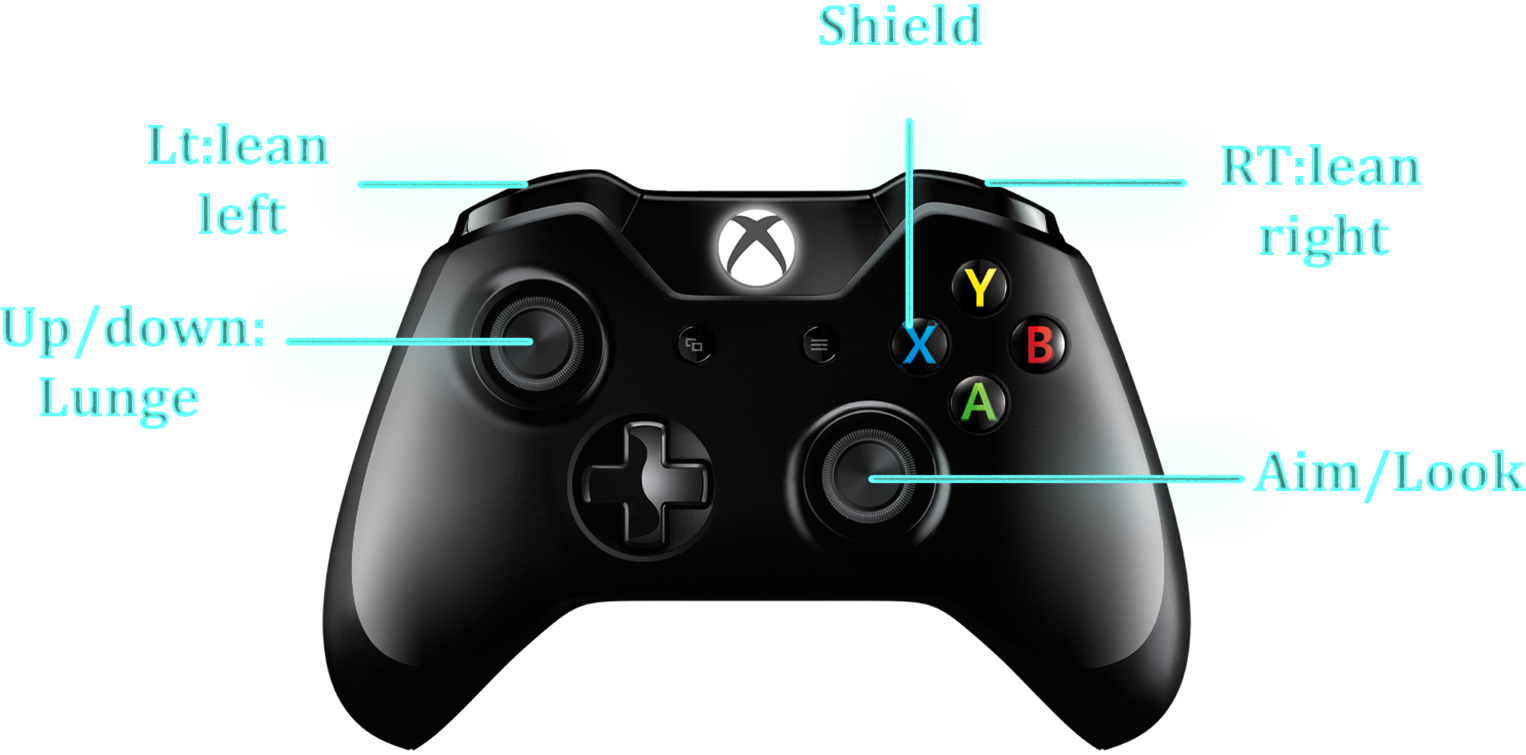 Shield
Lt:lean
left
RT:lean
right
Up/down:
Lunge
Y
X
B
A
Aim/Look